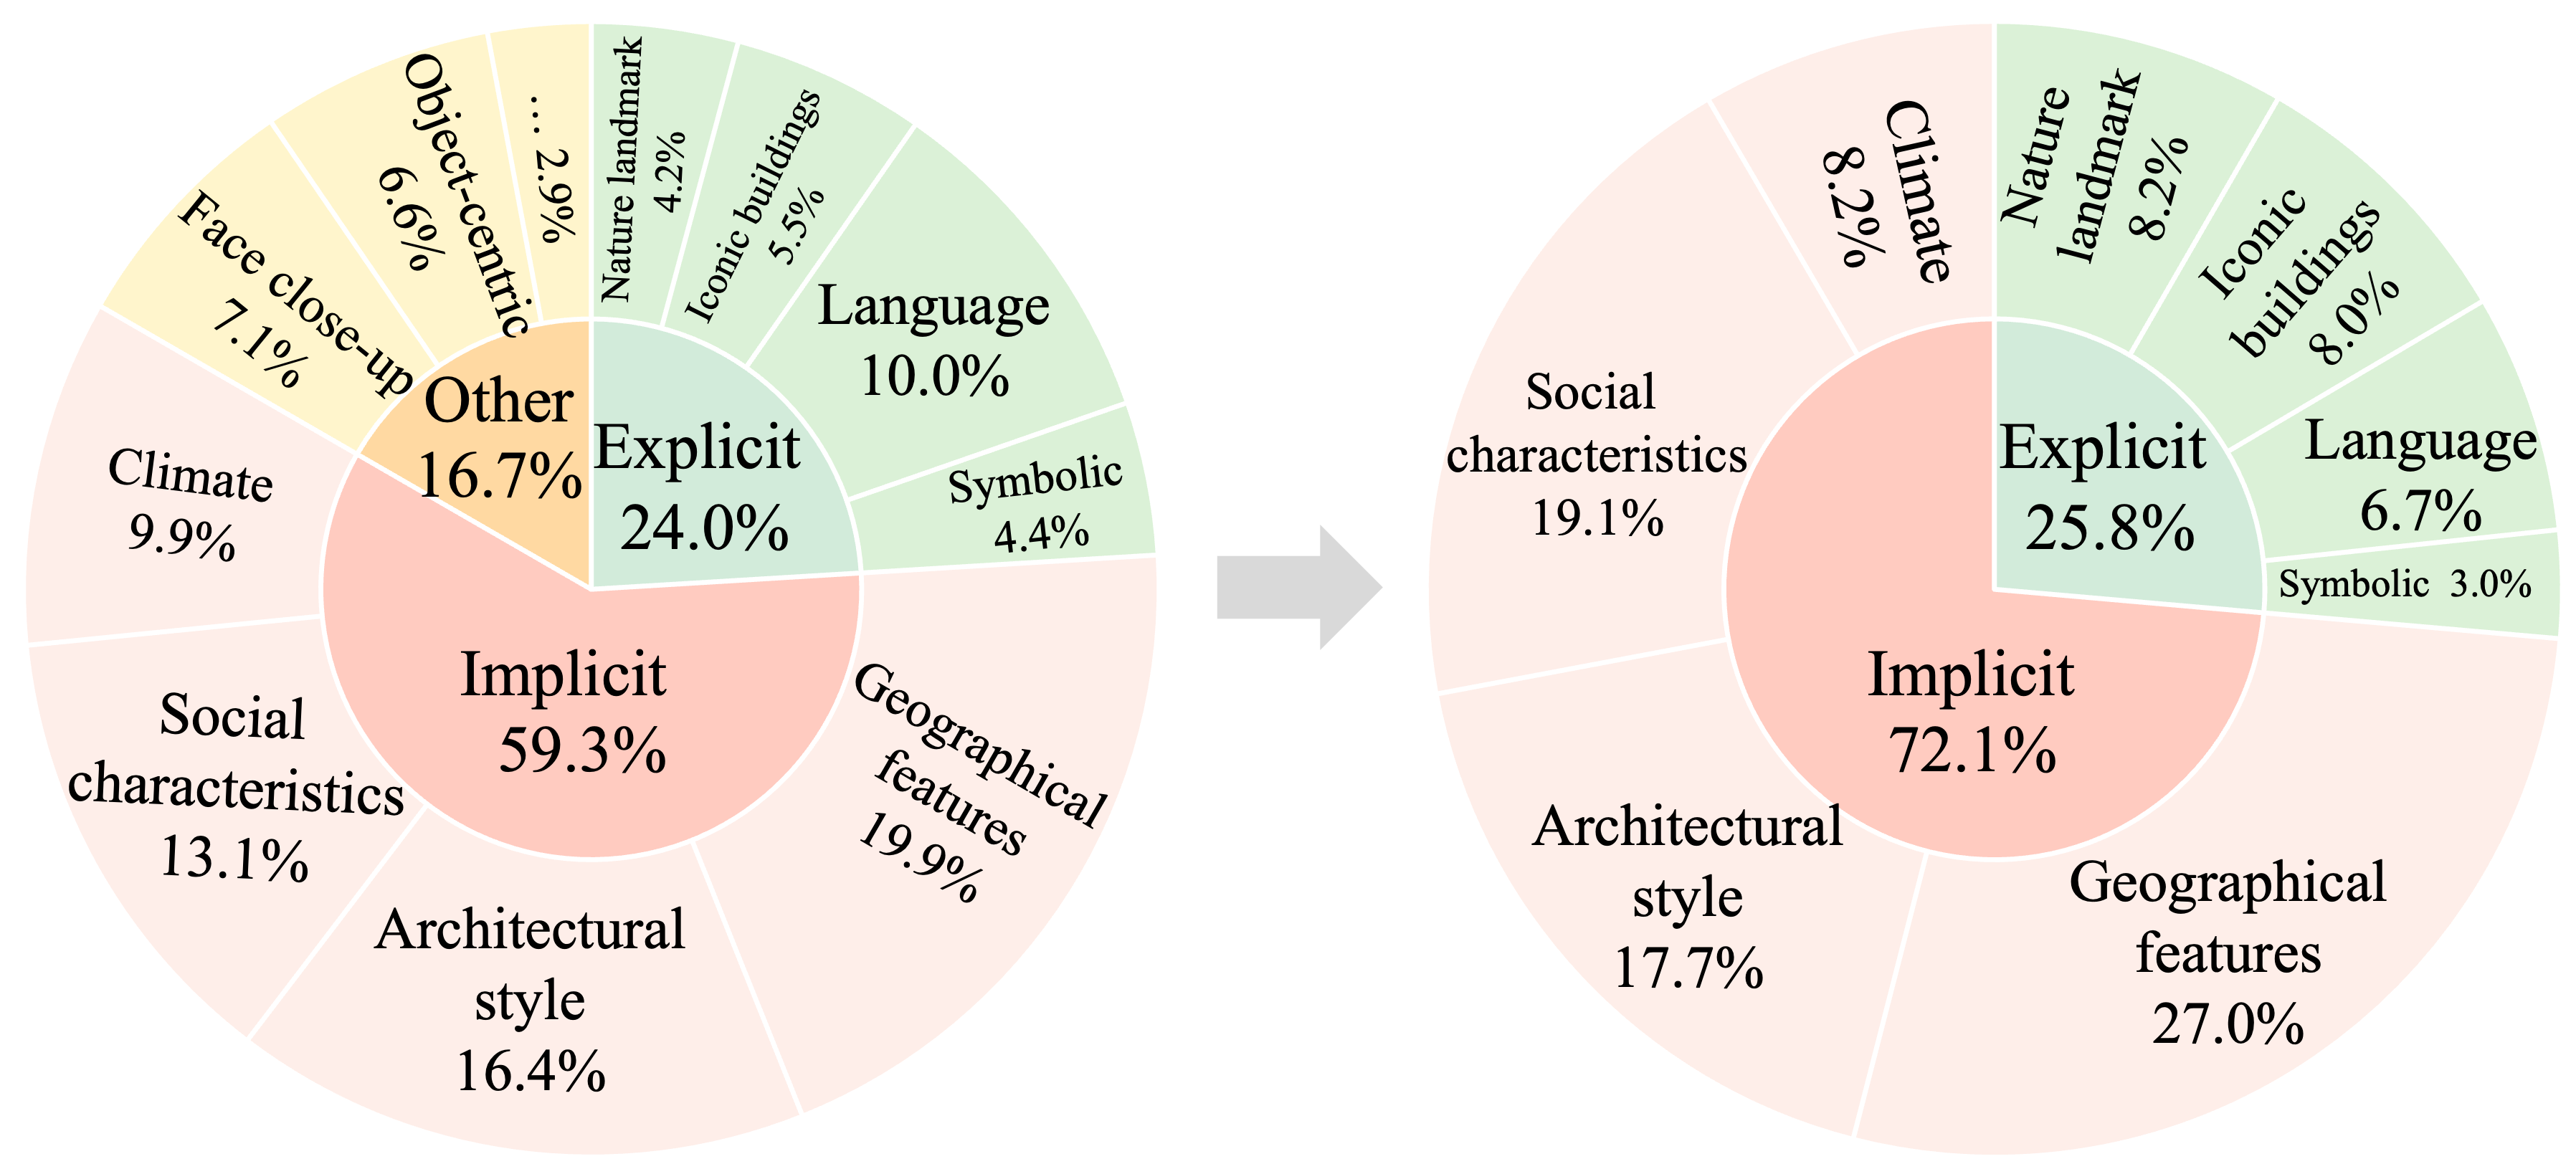 Nature landmark
4.2%
Iconic buildings
5.5%
Language
10.0%
Symbolic
4.4%
Geographical
features
19.9%
Architectural
style
16.4%
Social
characteristics
13.1%
Climate
9.9%
Face close-up
7.1%
Object-centric
6.6%
... 2.9%
Other
16.7%
Explicit
24.0%
Implicit
59.3%
Nature
landmark
8.2%
Iconic
buildings
8.0%
Language
6.7%
Symbolic 3.0%
Geographical
features
27.0%
Architectural
style
17.7%
Social
characteristics
19.1%
Climate
8.2%
Explicit
25.8%
Implicit
72.1%